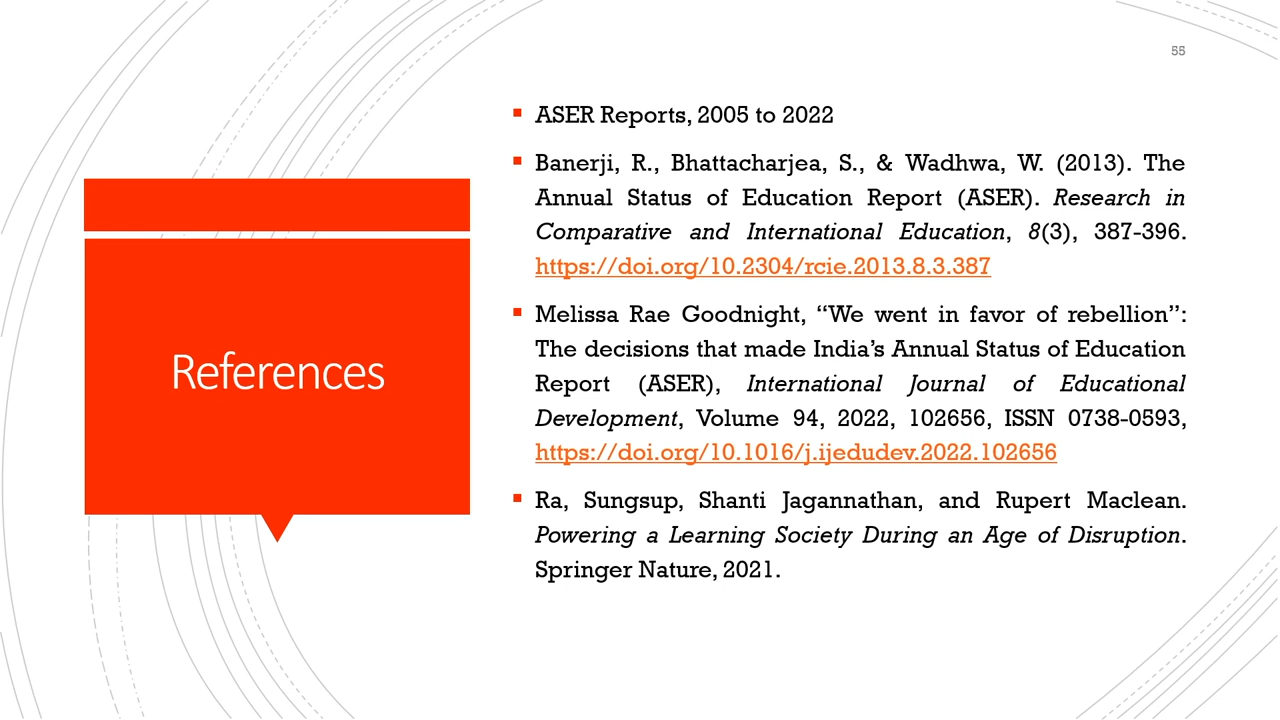 55
ASER Reports, 2005 to 2022
Banerji, R., Bhattacharjea, S., & Wadhwa, W. (2013). The
Annual Status of Education Report (ASER). Research in
Comparative and International Education, 8(3), 387-396.
https://doi.org/10.2304/rcie.2013.8.3.387
Melissa Rae Goodnight, “We went in favor of rebellion”:
The decisions that made India’s Annual Status of Education
Report (ASER), International Journal of Educational
Development, Volume 94, 2022, 102656, ISSN 0738-0593,
https://doi.org/10.1016/j.ijedudev.2022.102656
Ra, Sungsup, Shanti Jagannathan, and Rupert Maclean.
Powering a Learning Society During an Age of Disruption.
Springer Nature, 2021.
References